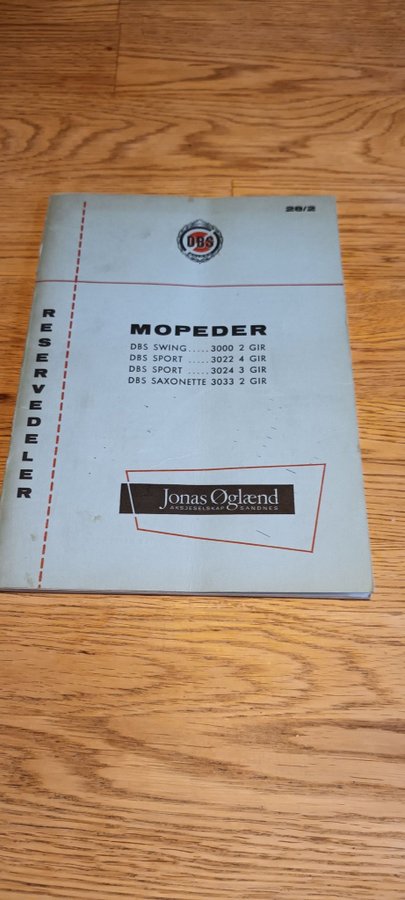 28/2
DBS
RESERVEDELER
MOPEDER
DBS SWING.....3000 2 GIR
DBS SPORT .....3022 4 GIR
DBS SPORT .....3024 3 GIR
DBS SAXONETTE 3033 2 GIR
Jonas Øglænd
AKSJESELSKAP SANDNES